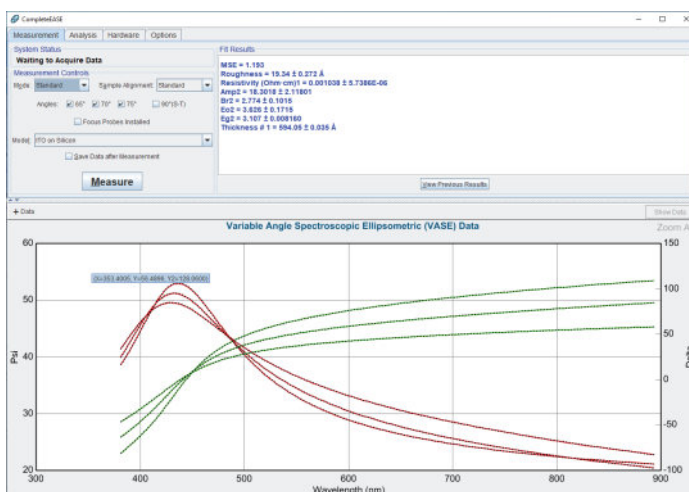 CompleteEASE
Measurement Analysis Hardware Options
System Status
Waiting to Acquire Data
Measurement Controls
Mode: Standard Sample Alignment: Standard
Angles: 65° 70° 75° 90°(S-T)
Focus Probes Installed
Model: ITO on Silicon
Save Data after Measurement
Measure
Fit Results
MSE = 1.193
Roughness = 19.34 ± 0.272 Å
Resistivity (Ohm cm)1 = 0.001038 ± 5.7386E-06
Amp2 = 18.3018 ± 2.11801
Br2 = 2.774 ± 0.1015
Eo2 = 3.826 ± 0.1715
Eg2 = 3.107 ± 0.008160
Thickness # 1 = 594.05 ± 0.035 Å
View Previous Results
+ Data
Show Data
Variable Angle Spectroscopic Ellipsometric (VASE) Data
Zoom A
60
50
40
30
20
Psi
150
100
50
0
-50
-100
Delta
300 400 500 600 700 800 900
Wavelength (nm)